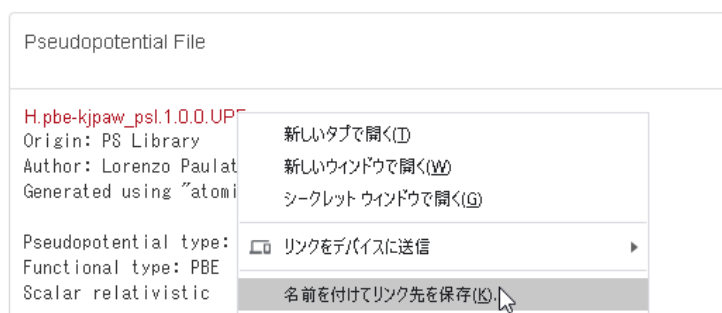 Pseudopotential File
H.pbe-kjpaw_psl.1.0.0.UPF
Origin: PS Library
Author: Lorenzo Paulat
Generated using "atomi
Pseudopotential type:
Functional type: PBE
Scalar relativistic
新しいタブで開く(T)
新しいウィンドウで開く(W)
シークレット ウィンドウで開く(G)
リンクをデバイスに送信
名前を付けてリンク先を保存(K)...